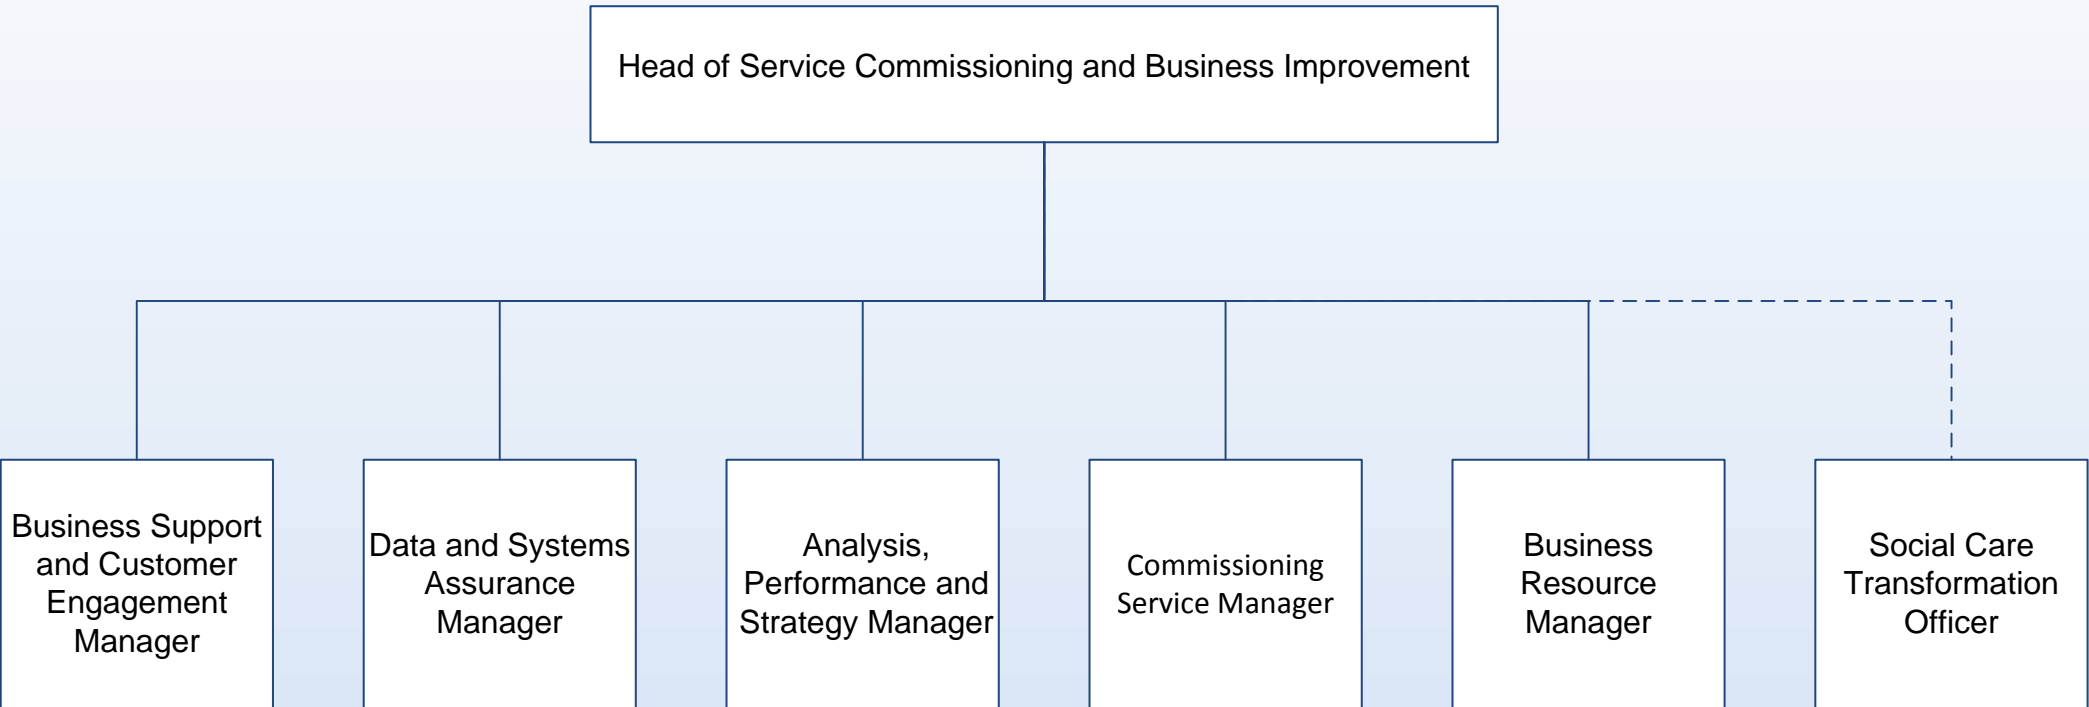 Head of Service Commissioning and Business Improvement
Business Support
and Customer
Engagement
Manager
Data and Systems
Assurance
Manager
Analysis,
Performance and
Strategy Manager
Commissioning
Service Manager
Business
Resource
Manager
Social Care
Transformation
Officer